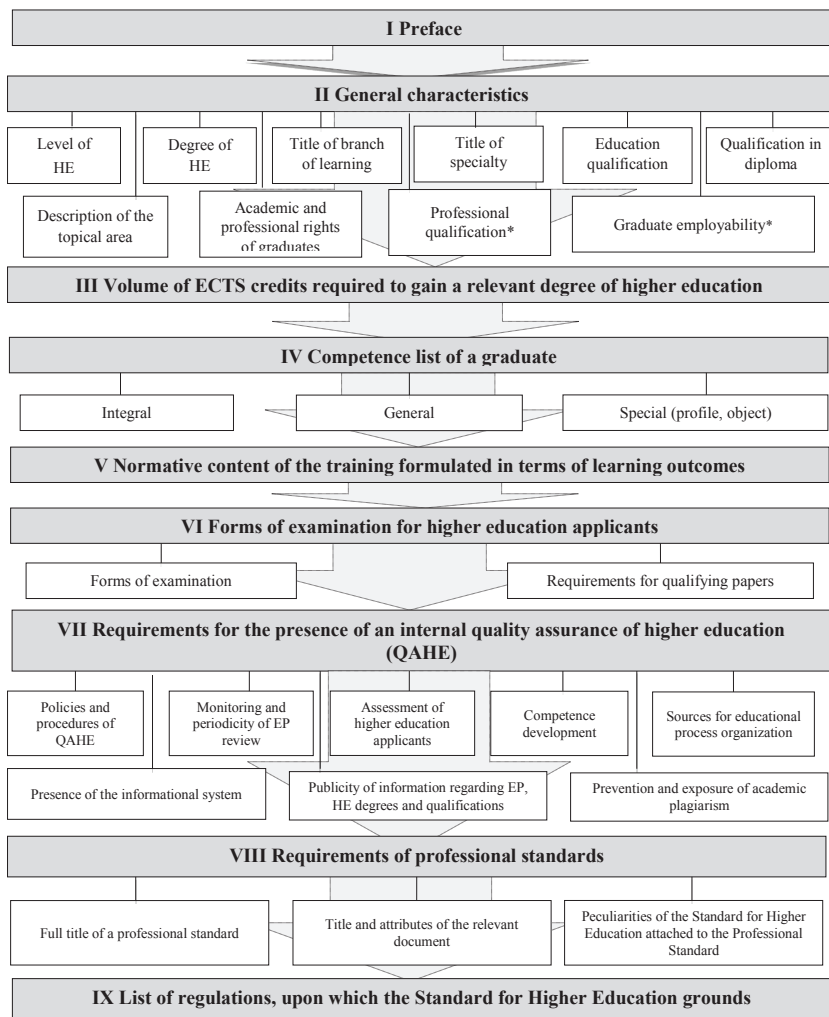 I Preface
II General characteristics
Level of
HE
Degree of
HE
Title of branch
of learning
Title of
specialty
Education
qualification
Qualification in
diploma
Description of the
topical area
Academic and
professional rights
of graduates
Professional
qualification*
Graduate employability*
III Volume of ECTS credits required to gain a relevant degree of higher education
IV Competence list of a graduate
Integral
General
Special (profile, object)
V Normative content of the training formulated in terms of learning outcomes
VI Forms of examination for higher education applicants
Forms of examination
Requirements for qualifying papers
VII Requirements for the presence of an internal quality assurance of higher education
(QAHE)
Policies and
procedures of
QAHE
Monitoring and
periodicity of EP
review
Assessment of
higher education
applicants
Competence
development
Sources for educational
process organization
Presence of the informational system
Publicity of information regarding EP,
HE degrees and qualifications
Prevention and exposure of academic
plagiarism
VIII Requirements of professional standards
Full title of a professional standard
Title and attributes of the relevant
document
Peculiarities of the Standard for Higher
Education attached to the Professional
Standard
IX List of regulations, upon which the Standard for Higher Education grounds